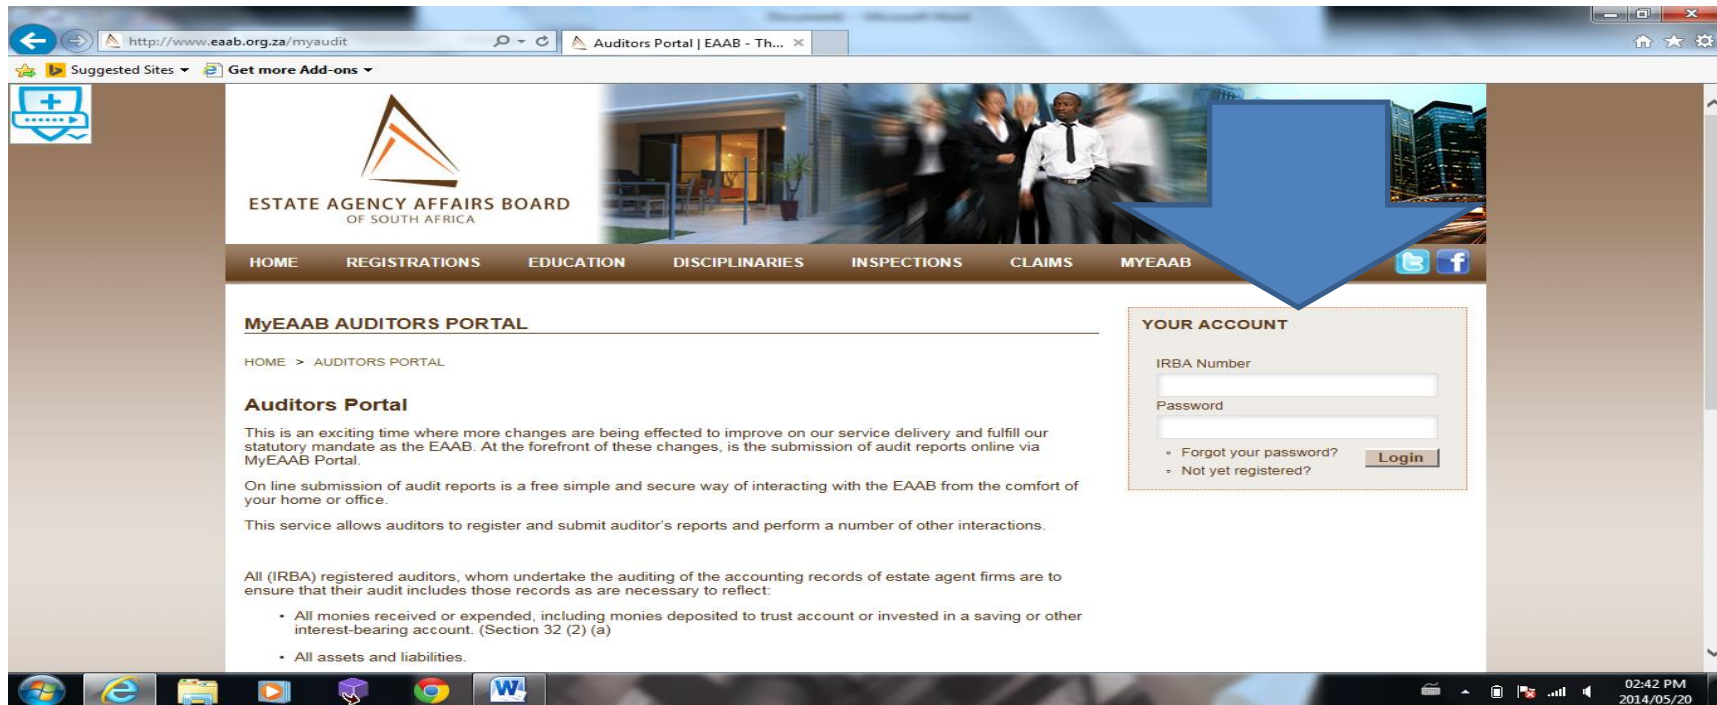 http://www.eaab.org.za/myaudit
Auditors Portal | EAAB - Th...
Suggested Sites
Get more Add-ons
ESTATE AGENCY AFFAIRS BOARD
OF SOUTH AFRICA
HOME REGISTRATIONS EDUCATION DISCIPLINARIES INSPECTIONS CLAIMS MYEAAB
MyEAAB AUDITORS PORTAL
HOME > AUDITORS PORTAL
Auditors Portal
This is an exciting time where more changes are being effected to improve on our service delivery and fulfill our
statutory mandate as the EAAB. At the forefront of these changes, is the submission of audit reports online via
MyEAAB Portal.
On line submission of audit reports is a free simple and secure way of interacting with the EAAB from the comfort of
your home or office.
This service allows auditors to register and submit auditor's reports and perform a number of other interactions.
All (IRBA) registered auditors, whom undertake the auditing of the accounting records of estate agent firms are to
ensure that their audit includes those records as are necessary to reflect:
• All monies received or expended, including monies deposited to trust account or invested in a saving or other
interest-bearing account. (Section 32 (2) (a)
• All assets and liabilities.
YOUR ACCOUNT
IRBA Number
Password
Forgot your password?
Not yet registered?
Login
02:42 PM
2014/05/20